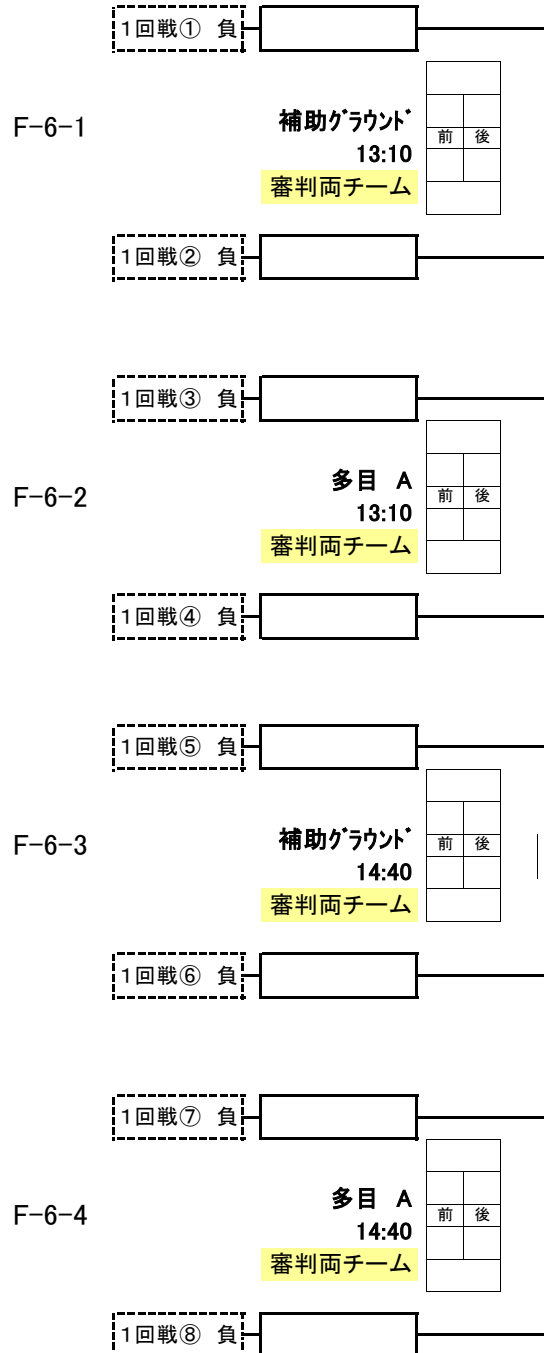 1回戦① 負
F-6-1
補助グラウンド
13:10
審判両チーム
前 後
1回戦② 負
1回戦③ 負
F-6-2
多目 A
13:10
審判両チーム
前 後
1回戦④ 負
1回戦⑤ 負
F-6-3
補助グラウンド
14:40
審判両チーム
前 後
1回戦⑥ 負
1回戦⑦ 負
F-6-4
多目 A
14:40
審判両チーム
前 後
1回戦⑧ 負